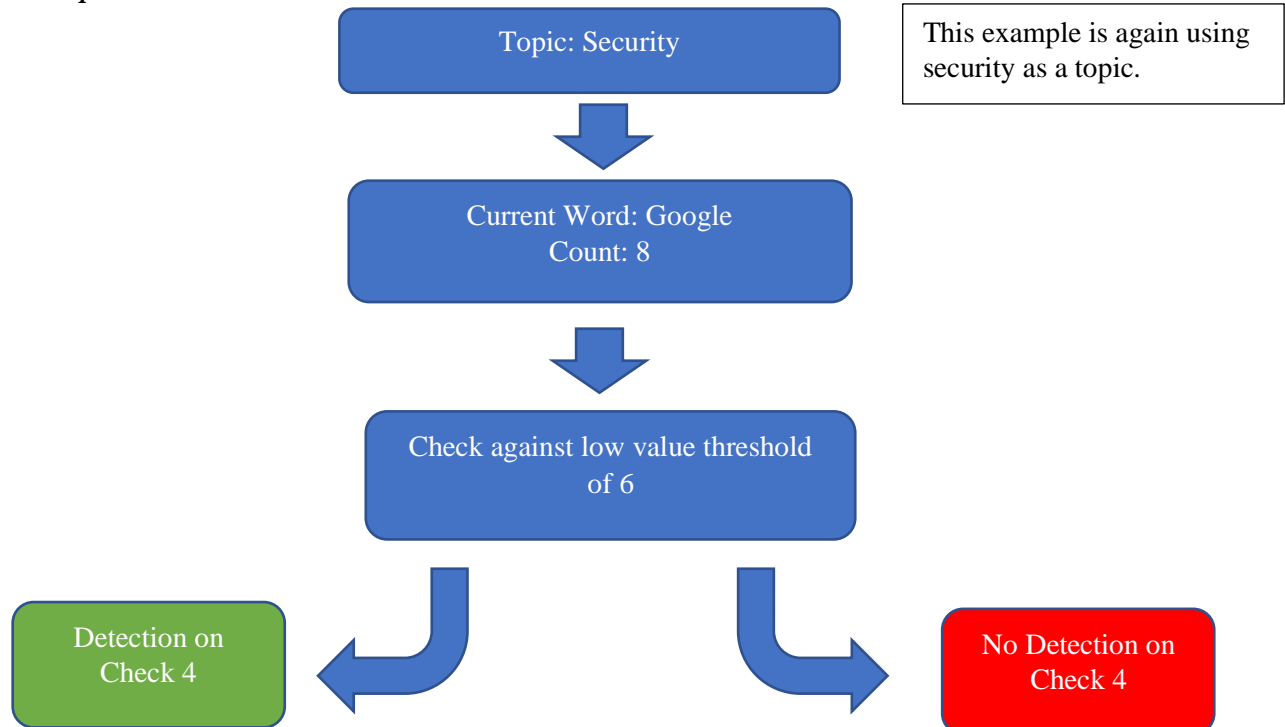 Topic: Security
This example is again using
security as a topic.
Current Word: Google
Count: 8
Check against low value threshold
of 6
Detection on
Check 4
No Detection on
Check 4